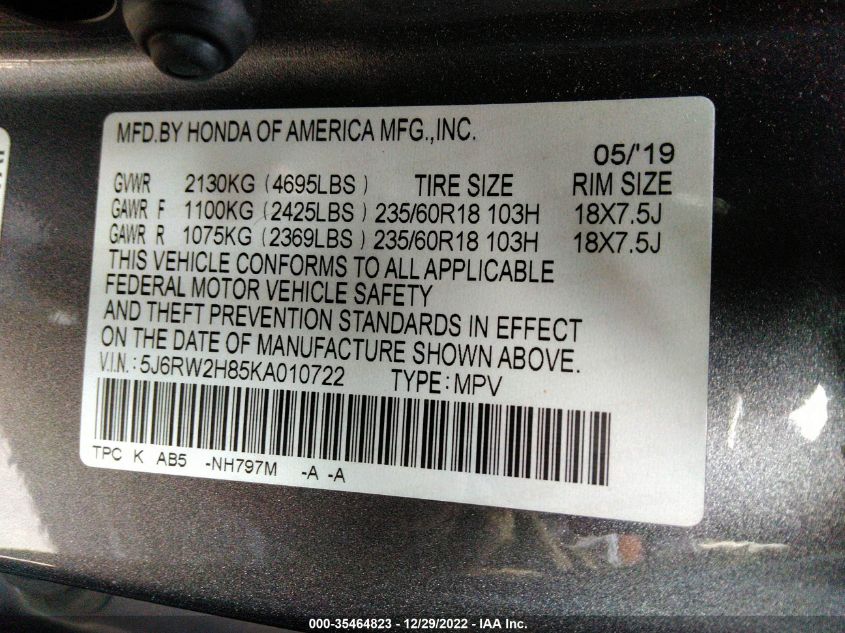 MFD.BY HONDA OF AMERICA MFG.,INC.
05/'19
GVWR 2130KG (4695LBS) TIRE SIZE RIM SIZE
GAWR F 1100KG (2425LBS) 235/60R18 103H 18X7.5J
GAWR R 1075KG (2369LBS) 235/60R18 103H 18X7.5J
THIS VEHICLE CONFORMS TO ALL APPLICABLE
FEDERAL MOTOR VEHICLE SAFETY
AND THEFT PREVENTION STANDARDS IN EFFECT
ON THE DATE OF MANUFACTURE SHOWN ABOVE.
V.I.N.: 5J6RW2H85KA010722 TYPE: MPV
TPC K AB5 -NH797M -A -A
000-35464823 - 12/29/2022 - IAA Inc.